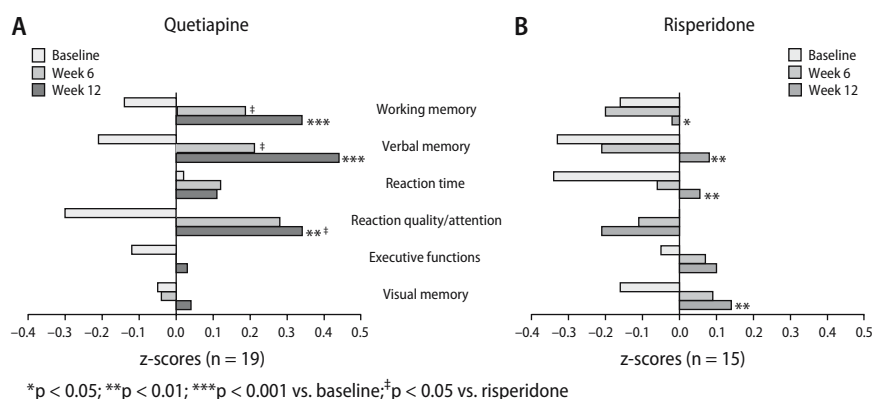 A
Quetiapine
Baseline
Week 6
Week 12
‡
***
‡
***
**‡
−0.4 −0.3 −0.2 −0.1 0.0 0.1 0.2 0.3 0.4 0.5
z-scores (n = 19)
Working memory
Verbal memory
Reaction time
Reaction quality/attention
Executive functions
Visual memory
B
Risperidone
Baseline
Week 6
Week 12
*
**
**
**
−0.4 −0.3 −0.2 −0.1 0.0 0.1 0.2 0.3 0.4 0.5
z-scores (n = 15)
*p < 0.05; **p < 0.01; ***p < 0.001 vs. baseline;‡p < 0.05 vs. risperidone